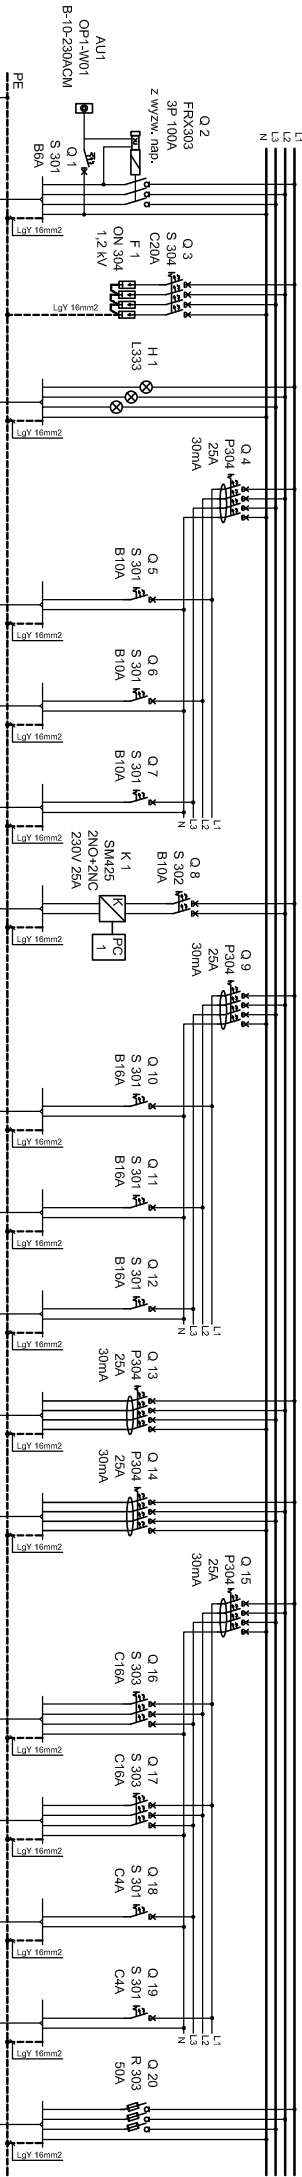 L1
L2
L3
N
PE
AU1
OP1-W01
B-10-230ACM
Q 1
S 301
B6A
Q 2
FRX303
3P 100A
z wyzw. nap.
LgY 16mm2
Q 3
S 304
C20A
F 1
ON 304
1,2 kV
LgY 16mm2
H 1
L333
LgY 16mm2
Q 4
P304
25A
30mA
Q 5
S 301
B10A
LgY 16mm2
Q 6
S 301
B10A
LgY 16mm2
Q 7
S 301
B10A
LgY 16mm2
L1
L2
L3
N
Q 8
S 302
B10A
K 1
SM425
2NO+2NC
230V 25A
K
PC
1
LgY 16mm2
Q 9
P304
25A
30mA
Q 10
S 301
B16A
LgY 16mm2
Q 11
S 301
B16A
LgY 16mm2
Q 12
S 301
B16A
LgY 16mm2
L1
L2
L3
N
Q 13
P304
25A
30mA
LgY 16mm2
Q 14
P304
25A
30mA
LgY 16mm2
Q 15
P304
25A
30mA
Q 16
S 303
C16A
LgY 16mm2
Q 17
S 303
C16A
LgY 16mm2
Q 18
S 301
C4A
LgY 16mm2
Q 19
S 301
C4A
LgY 16mm2
L1
L2
L3
N
Q 20
R 303
50A
LgY 16mm2